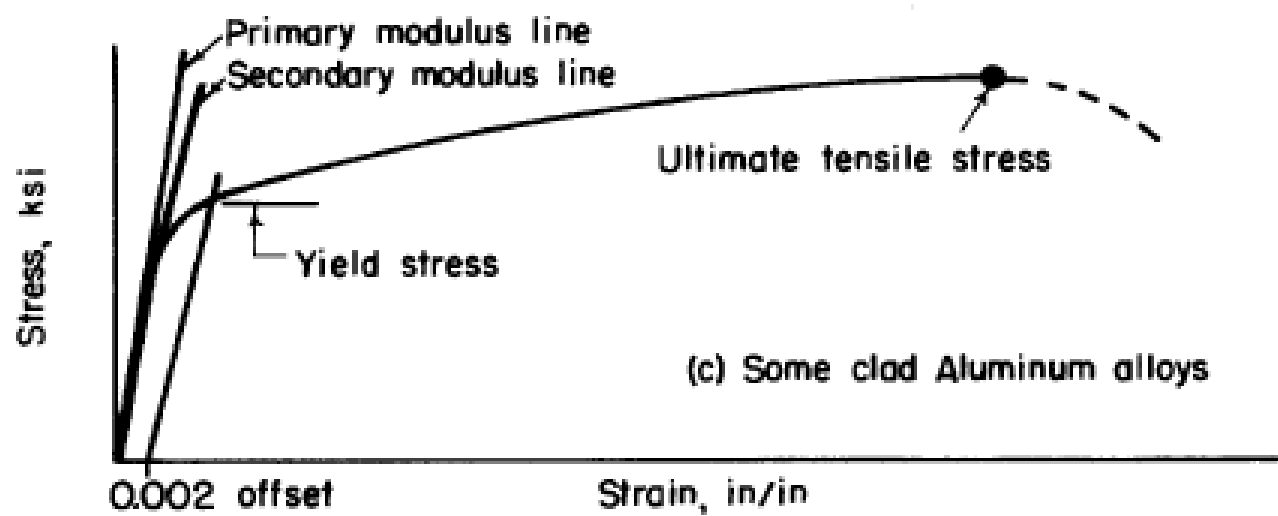 Primary modulus line
Secondary modulus line
Ultimate tensile stress
Stress, ksi
Yield stress
(c) Some clad Aluminum alloys
0.002 offset
Strain, in/in